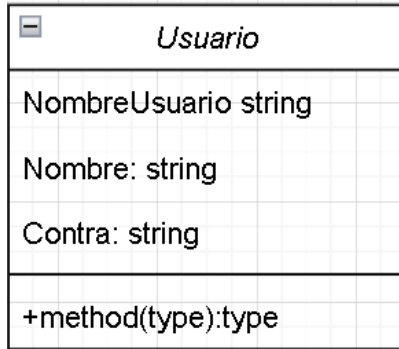 Usuario
NombreUsuario string
Nombre: string
Contra: string
+method(type):type